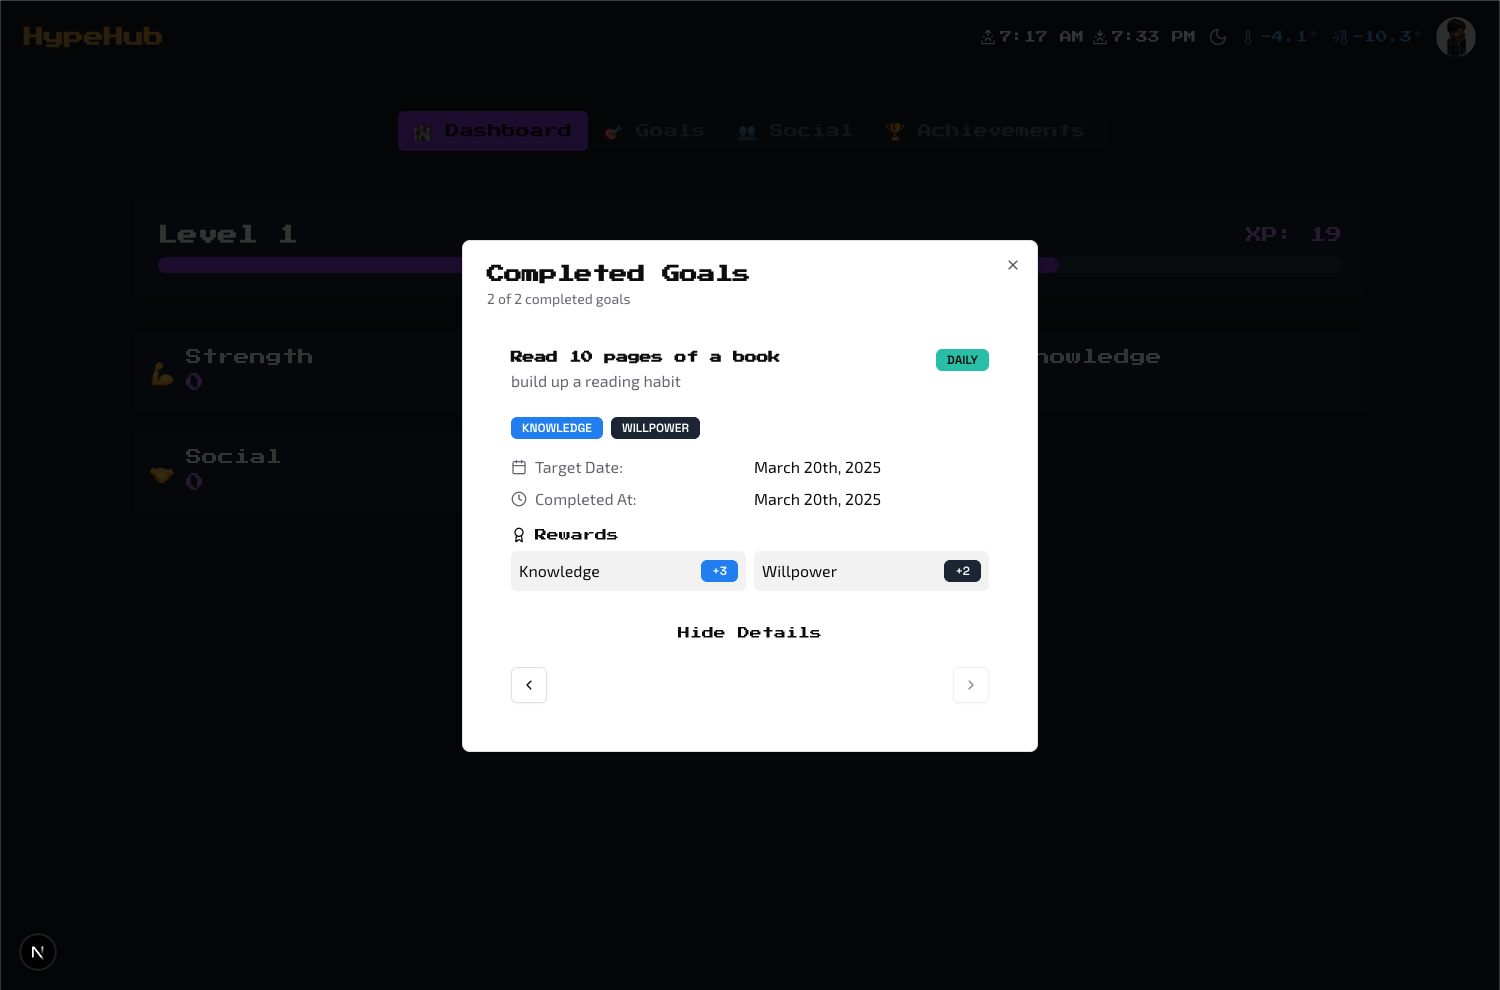 HypeHub
7:17 AM 7:33 PM -4.1° -10.3°
Dashboard Goals Social Achievements
Level 1
XP: 19
Completed Goals
2 of 2 completed goals
Strength
0
Social
0
Read 10 pages of a book
DAILY
build up a reading habit
KNOWLEDGE WILLPOWER
Target Date: March 20th, 2025
Completed At: March 20th, 2025
Rewards
Knowledge +3 Willpower +2
Hide Details
N